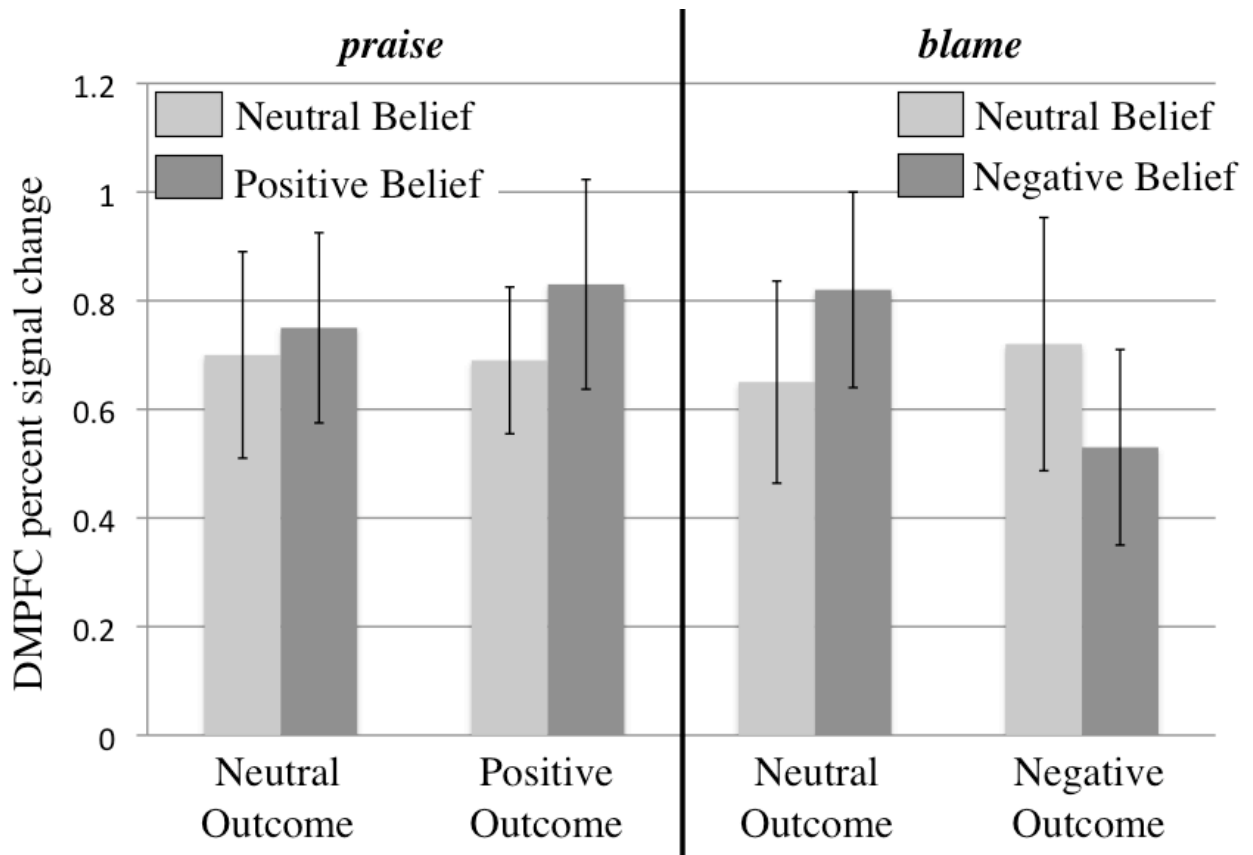 praise
blame
DMPFC percent signal change
1.2
1
0.8
0.6
0.4
0.2
0
Neutral Belief
Positive Belief
Neutral Belief
Negative Belief
Neutral
Outcome
Positive
Outcome
Neutral
Outcome
Negative
Outcome